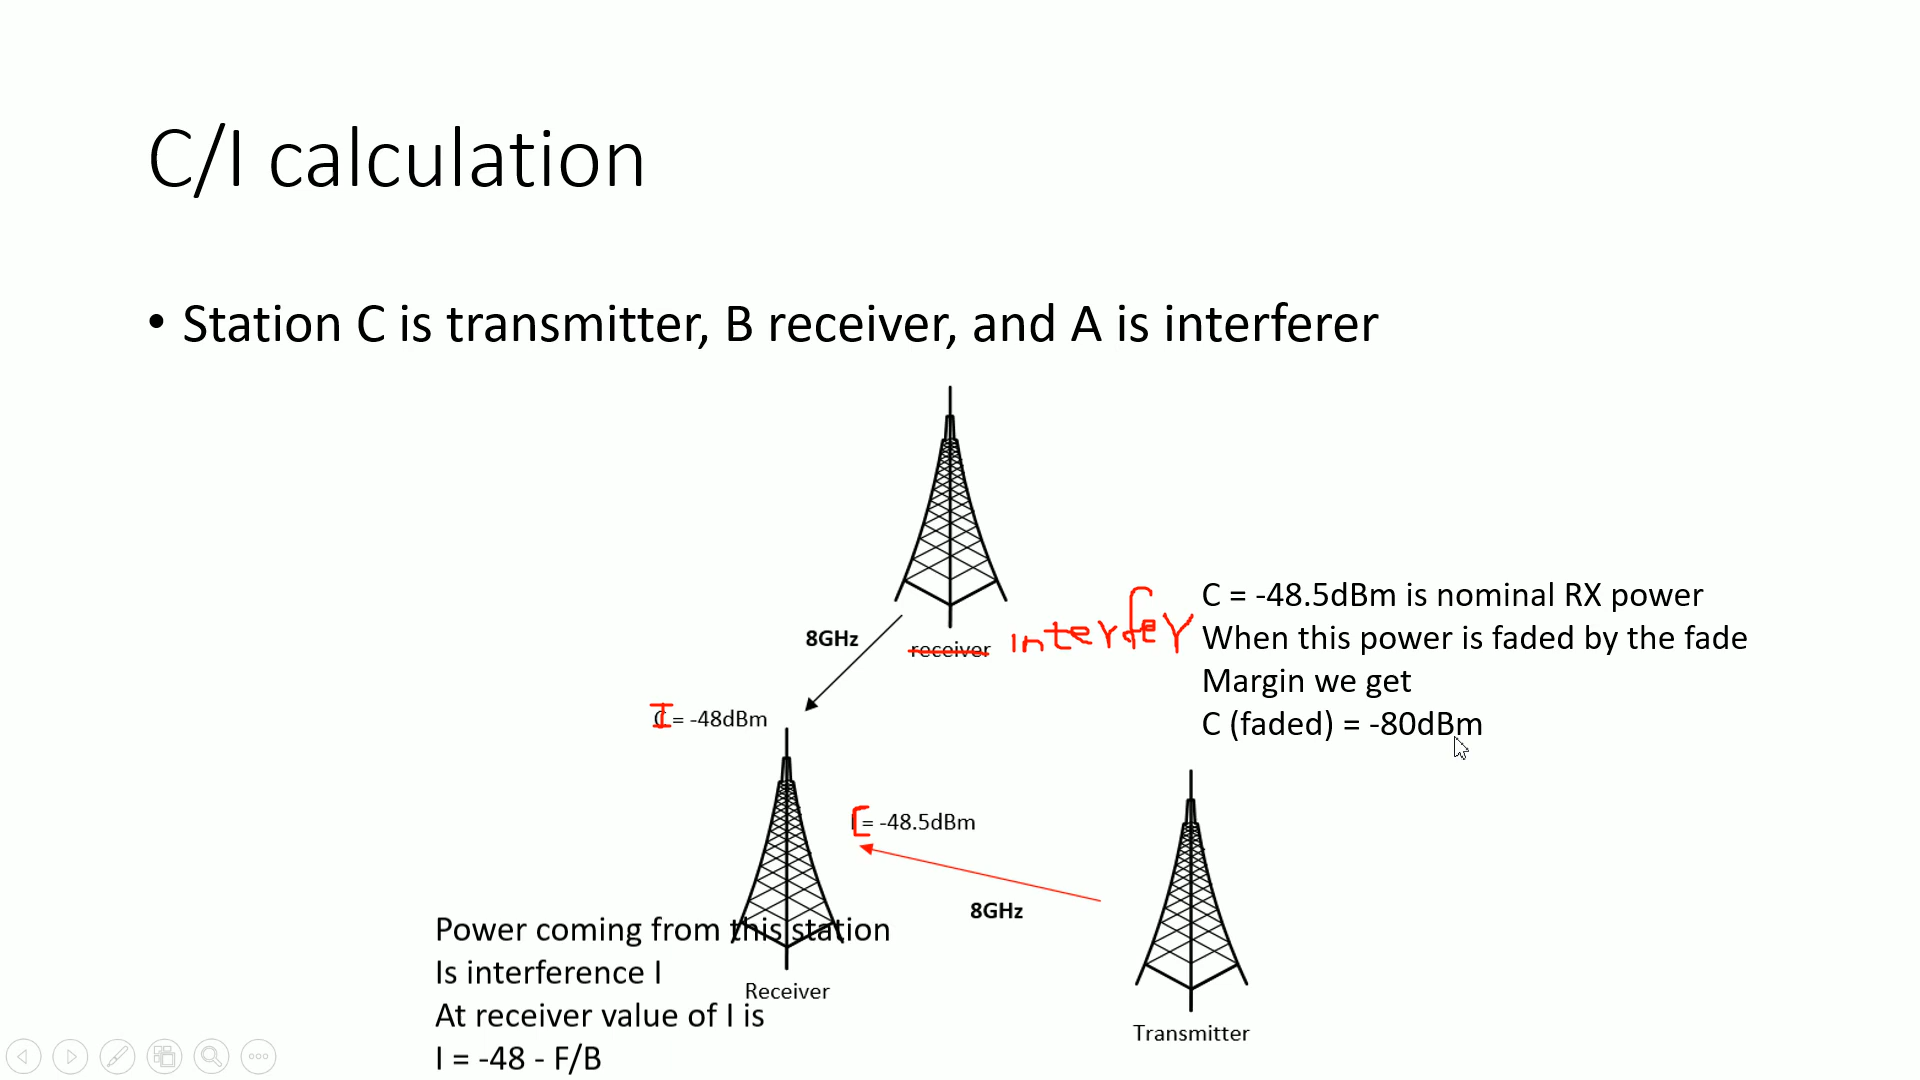 C/I calculation
• Station C is transmitter, B receiver, and A is interferer
8GHz
receiver interfer
C = -48.5dBm is nominal RX power
When this power is faded by the fade
Margin we get
C (faded) = -80dBm
I = -48dBm
C = -48.5dBm
8GHz
Power coming from this station
Is interference I
At receiver value of I is
I = -48 - F/B
Receiver
Transmitter